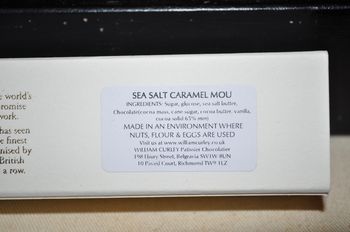 e world's
romise
work.
has seen
e finest
nised by
British
a row.
SEA SALT CARAMEL MOU
INGREDIENTS: Sugar, glucose, sea salt butter,
Chocolate(cocoa mass, cane sugar, cocoa butter, vanilla,
cocoa solid 65% min)
MADE IN AN ENVIRONMENT WHERE
NUTS, FLOUR & EGGS ARE USED
Visit us at www.williamcurley.co.uk
WILLIAM CURLEY Patissier Chocolatier
198 Ebury Street, Belgravia SW1W 8UN
10 Paved Court, Richmond TW9 1LZ